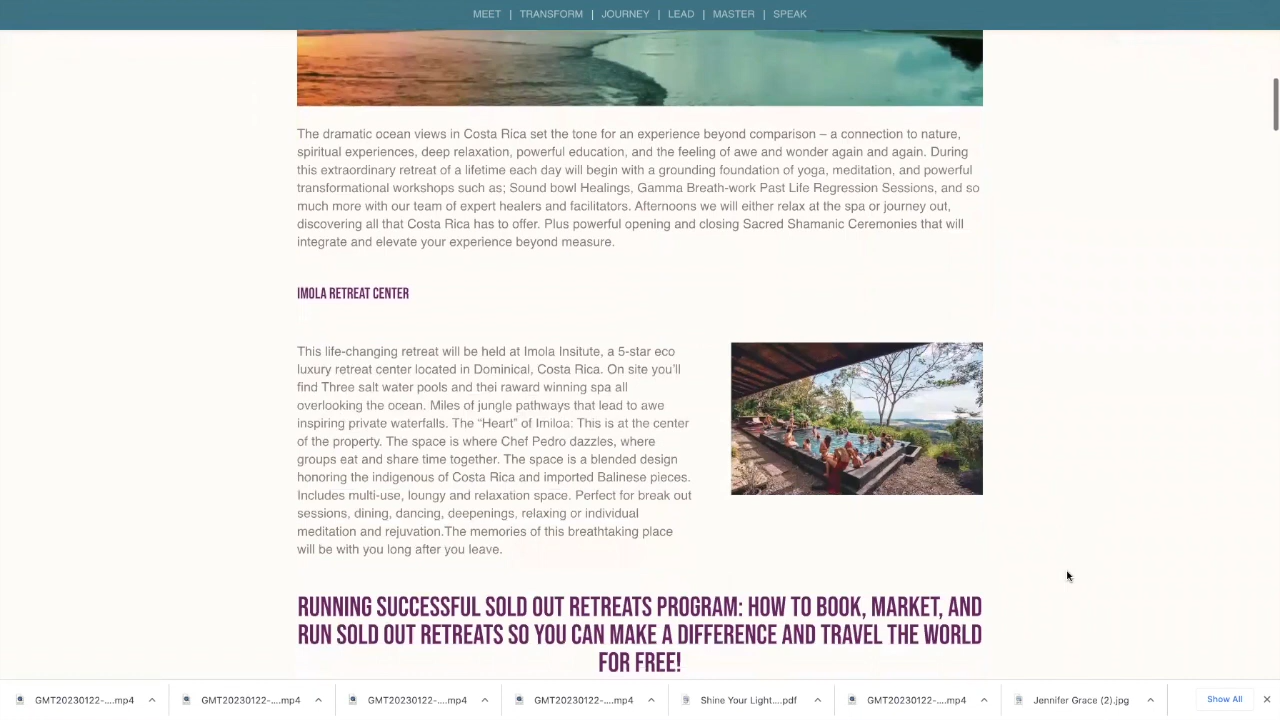 MEET | TRANSFORM | JOURNEY | LEAD | MASTER | SPEAK
The dramatic ocean views in Costa Rica set the tone for an experience beyond comparison – a connection to nature,
spiritual experiences, deep relaxation, powerful education, and the feeling of awe and wonder again and again. During
this extraordinary retreat of a lifetime each day will begin with a grounding foundation of yoga, meditation, and powerful
transformational workshops such as; Sound bowl Healings, Gamma Breath-work Past Life Regression Sessions, and so
much more with our team of expert healers and facilitators. Afternoons we will either relax at the spa or journey out,
discovering all that Costa Rica has to offer. Plus powerful opening and closing Sacred Shamanic Ceremonies that will
integrate and elevate your experience beyond measure.
IMOLA RETREAT CENTER
This life-changing retreat will be held at Imola Insitute, a 5-star eco
luxury retreat center located in Dominical, Costa Rica. On site you'll
find Three salt water pools and thei raward winning spa all
overlooking the ocean. Miles of jungle pathways that lead to awe
inspiring private waterfalls. The “Heart” of Imiloa: This is at the center
of the property. The space is where Chef Pedro dazzles, where
groups eat and share time together. The space is a blended design
honoring the indigenous of Costa Rica and imported Balinese pieces.
Includes multi-use, loungy and relaxation space. Perfect for break out
sessions, dining, dancing, deepenings, relaxing or individual
meditation and rejuvation.The memories of this breathtaking place
will be with you long after you leave.
RUNNING SUCCESSFUL SOLD OUT RETREATS PROGRAM: HOW TO BOOK, MARKET, AND
RUN SOLD OUT RETREATS SO YOU CAN MAKE A DIFFERENCE AND TRAVEL THE WORLD
FOR FREE!
GMT20230122-....mp4 GMT20230122-....mp4 GMT20230122-....mp4 GMT20230122-....mp4 Shine Your Light....pdf GMT20230122-....mp4 Jennifer Grace (2).jpg Show All